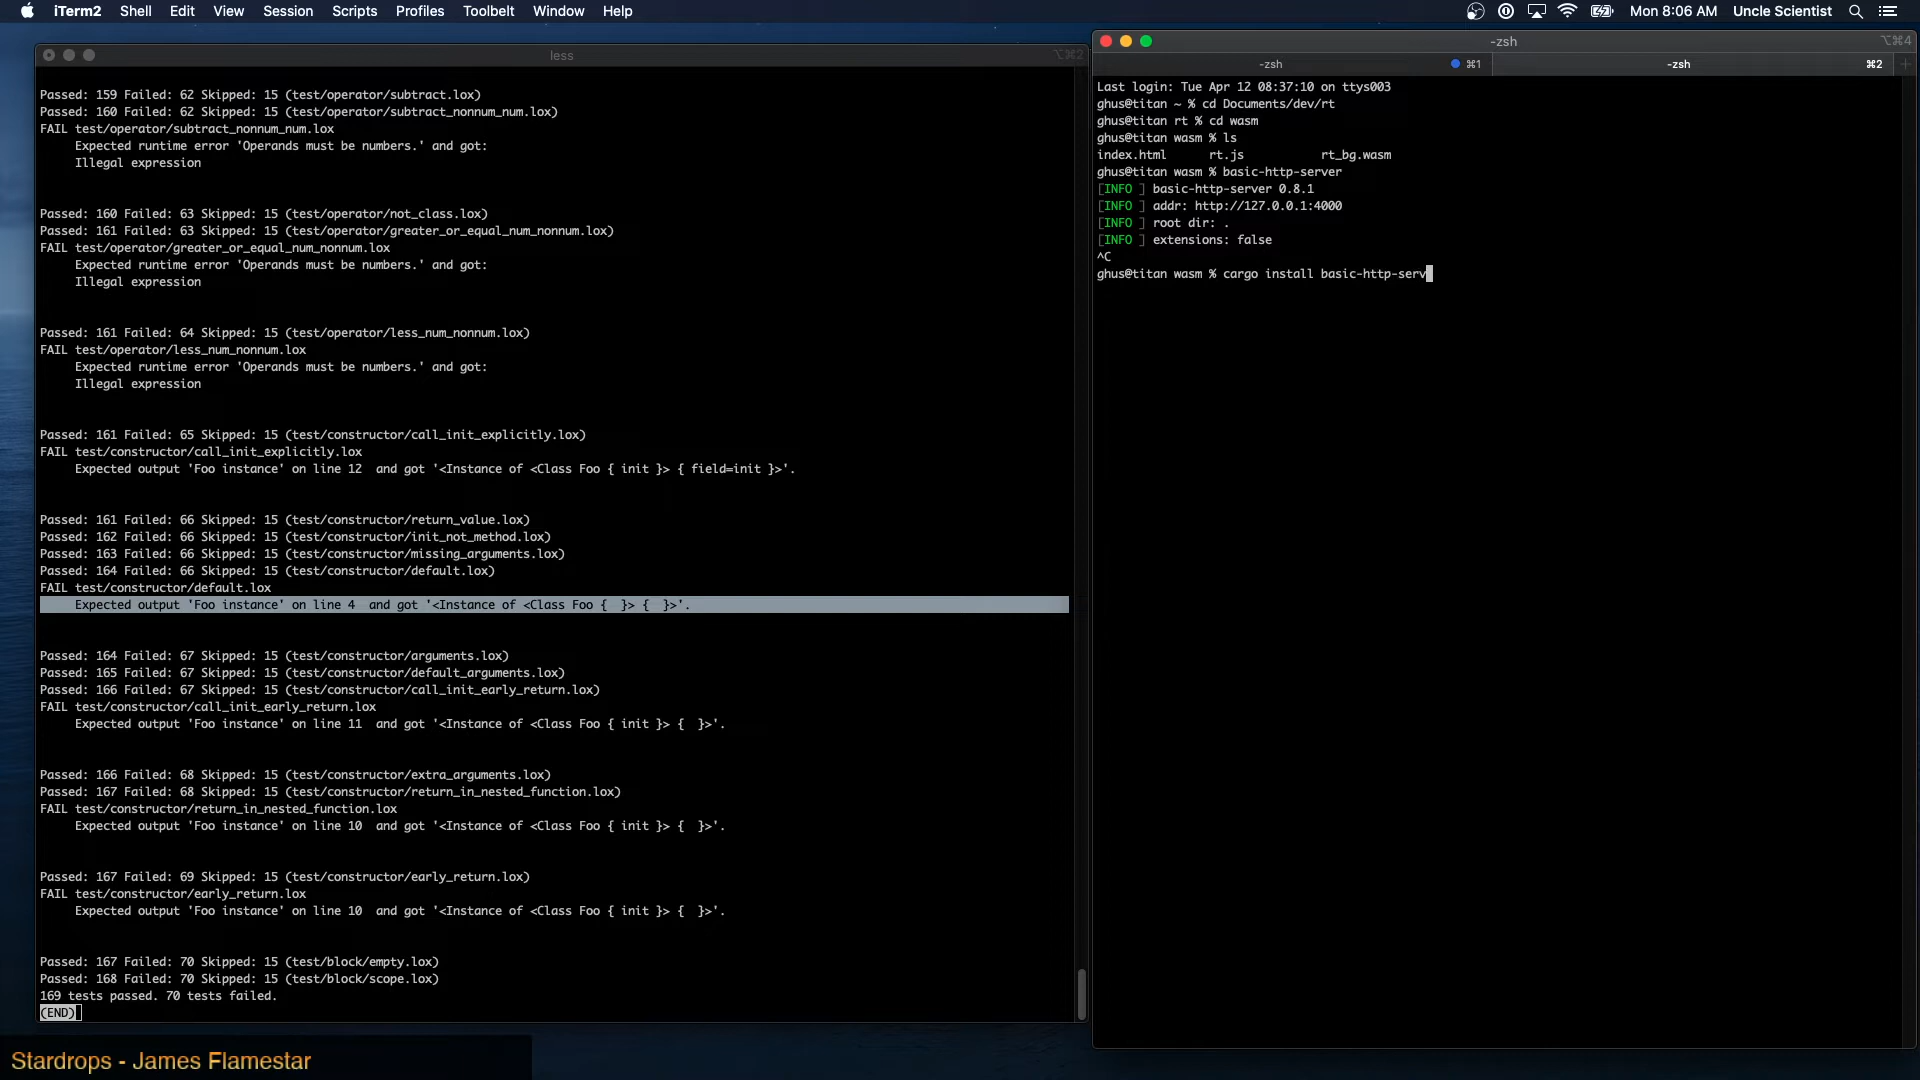 iTerm2 Shell Edit View Session Scripts Profiles Toolbelt Window Help Mon 8:06 AM Uncle Scientist
less ⌥⌘2
Passed: 159 Failed: 62 Skipped: 15 (test/operator/subtract.lox)
Passed: 160 Failed: 62 Skipped: 15 (test/operator/subtract_nonnum_num.lox)
FAIL test/operator/subtract_nonnum_num.lox
Expected runtime error 'Operands must be numbers.' and got:
Illegal expression
Passed: 160 Failed: 63 Skipped: 15 (test/operator/not_class.lox)
Passed: 161 Failed: 63 Skipped: 15 (test/operator/greater_or_equal_num_nonnum.lox)
FAIL test/operator/greater_or_equal_num_nonnum.lox
Expected runtime error 'Operands must be numbers.' and got:
Illegal expression
Passed: 161 Failed: 64 Skipped: 15 (test/operator/less_num_nonnum.lox)
FAIL test/operator/less_num_nonnum.lox
Expected runtime error 'Operands must be numbers.' and got:
Illegal expression
Passed: 161 Failed: 65 Skipped: 15 (test/constructor/call_init_explicitly.lox)
FAIL test/constructor/call_init_explicitly.lox
Expected output 'Foo instance' on line 12  and got '<Instance of <Class Foo { init }> { field=init }>'.
Passed: 161 Failed: 66 Skipped: 15 (test/constructor/return_value.lox)
Passed: 162 Failed: 66 Skipped: 15 (test/constructor/init_not_method.lox)
Passed: 163 Failed: 66 Skipped: 15 (test/constructor/missing_arguments.lox)
Passed: 164 Failed: 66 Skipped: 15 (test/constructor/default.lox)
FAIL test/constructor/default.lox
Expected output 'Foo instance' on line 4  and got '<Instance of <Class Foo {  }> {  }>'.
Passed: 164 Failed: 67 Skipped: 15 (test/constructor/arguments.lox)
Passed: 165 Failed: 67 Skipped: 15 (test/constructor/default_arguments.lox)
Passed: 166 Failed: 67 Skipped: 15 (test/constructor/call_init_early_return.lox)
FAIL test/constructor/call_init_early_return.lox
Expected output 'Foo instance' on line 11  and got '<Instance of <Class Foo { init }> {  }>'.
Passed: 166 Failed: 68 Skipped: 15 (test/constructor/extra_arguments.lox)
Passed: 167 Failed: 68 Skipped: 15 (test/constructor/return_in_nested_function.lox)
FAIL test/constructor/return_in_nested_function.lox
Expected output 'Foo instance' on line 10  and got '<Instance of <Class Foo { init }> {  }>'.
Passed: 167 Failed: 69 Skipped: 15 (test/constructor/early_return.lox)
FAIL test/constructor/early_return.lox
Expected output 'Foo instance' on line 10  and got '<Instance of <Class Foo { init }> {  }>'.
Passed: 167 Failed: 70 Skipped: 15 (test/block/empty.lox)
Passed: 168 Failed: 70 Skipped: 15 (test/block/scope.lox)
169 tests passed. 70 tests failed.
(END)
-zsh ⌥⌘4
-zsh ⌘1 -zsh ⌘2
Last login: Tue Apr 12 08:37:10 on ttys003
ghus@titan ~ % cd Documents/dev/rt
ghus@titan rt % cd wasm
ghus@titan wasm % ls
index.html rt.js rt_bg.wasm
ghus@titan wasm % basic-http-server
[INFO ] basic-http-server 0.8.1
[INFO ] addr: http://127.0.0.1:4000
[INFO ] root dir: .
[INFO ] extensions: false
^C
ghus@titan wasm % cargo install basic-http-serv
Stardrops - James Flamestar